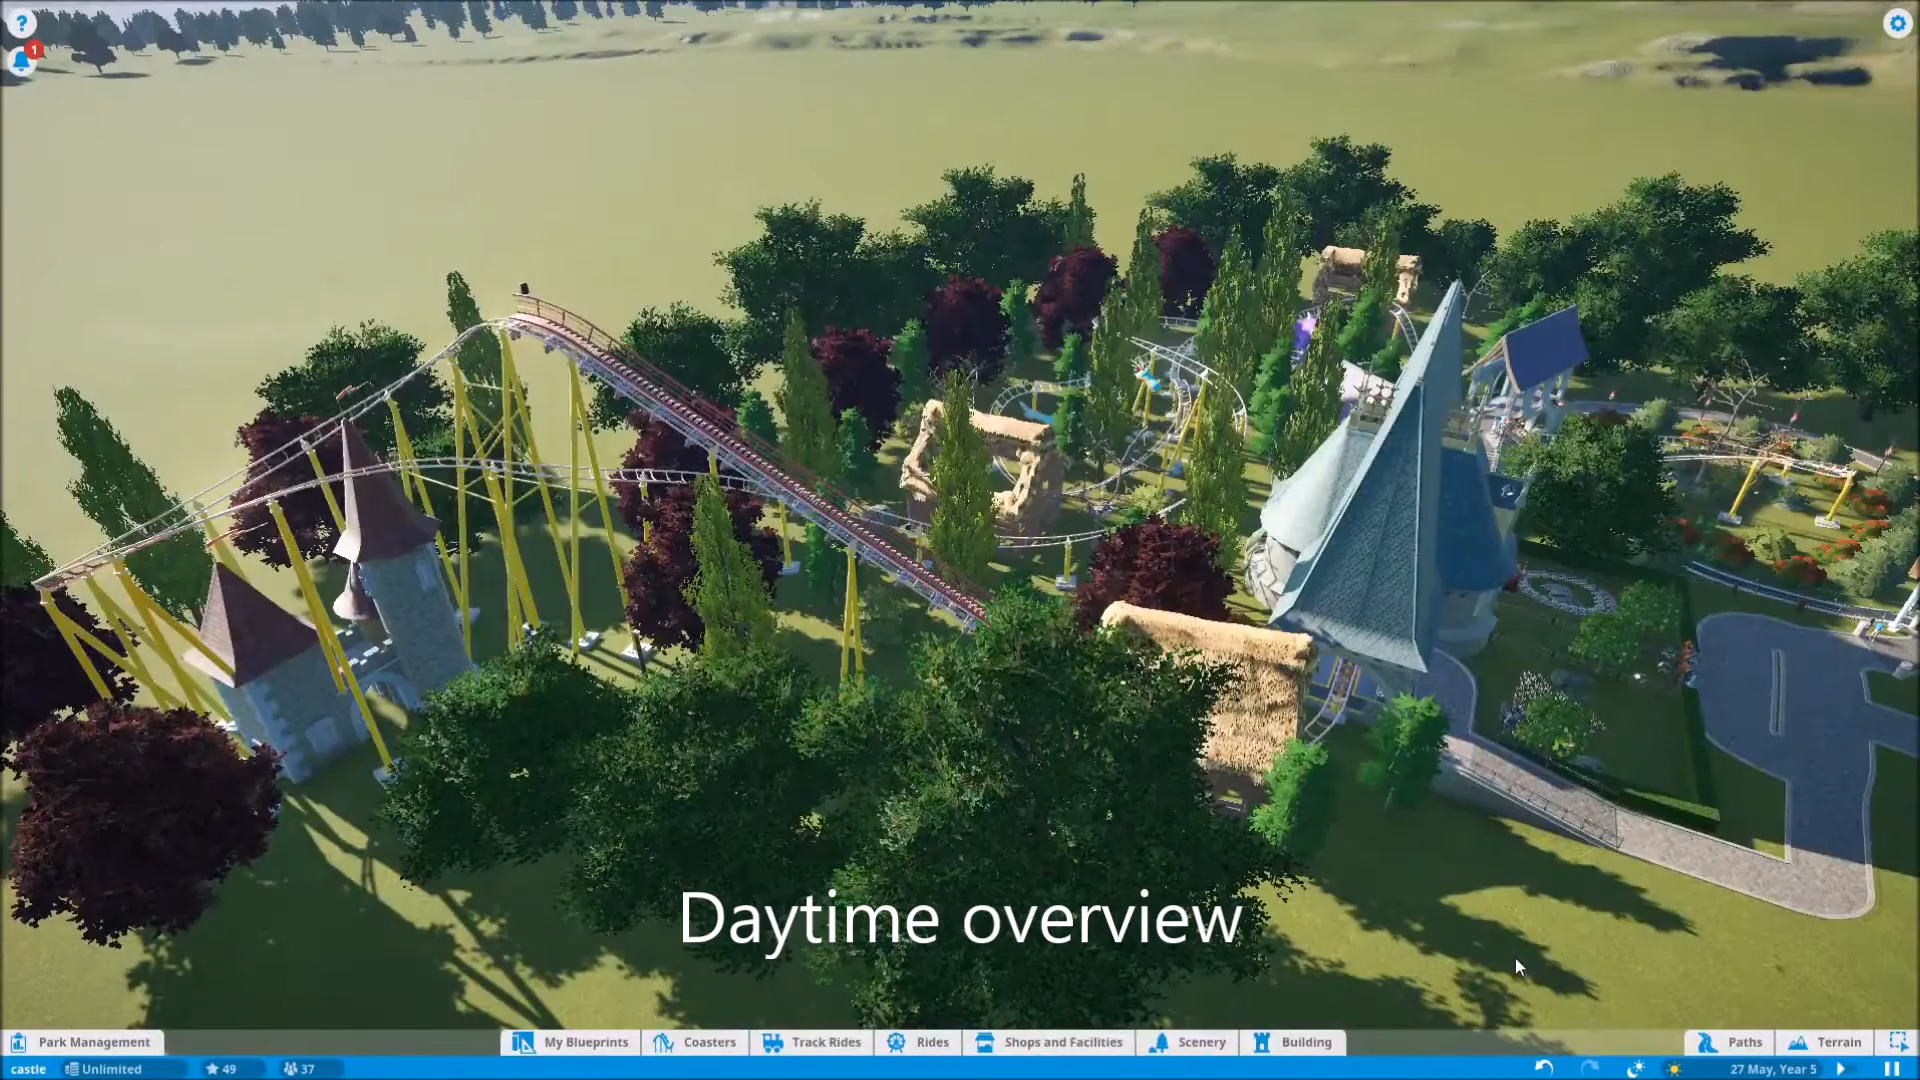 ?
1
Daytime overview
Park Management
My Blueprints
Coasters
Track Rides
Rides
Shops and Facilities
Scenery
Building
Paths
Terrain
castle
Unlimited
49
37
27 May, Year 5